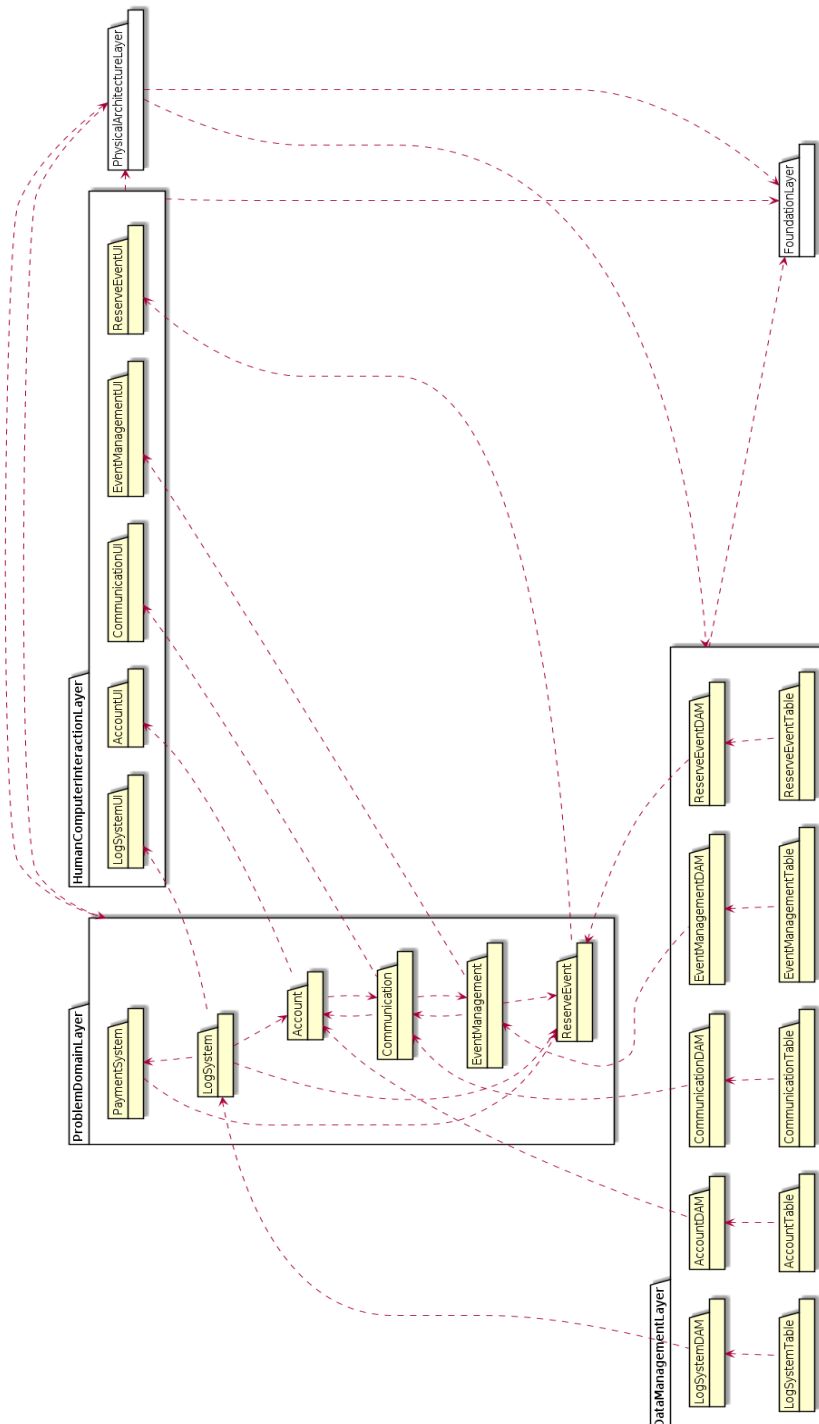 PhysicalArchitectureLayer
FoundationLayer
HumanComputerInteractionLayer
LogSystemUI
AccountUI
CommunicationUI
EventManagementUI
ReserveEventUI
ProblemDomainLayer
PaymentSystem
LogSystem
Account
Communication
EventManagement
ReserveEvent
DataManagementLayer
LogSystemDAM
AccountDAM
CommunicationDAM
EventManagementDAM
ReserveEventDAM
LogSystemTable
AccountTable
CommunicationTable
EventManagementTable
ReserveEventTable